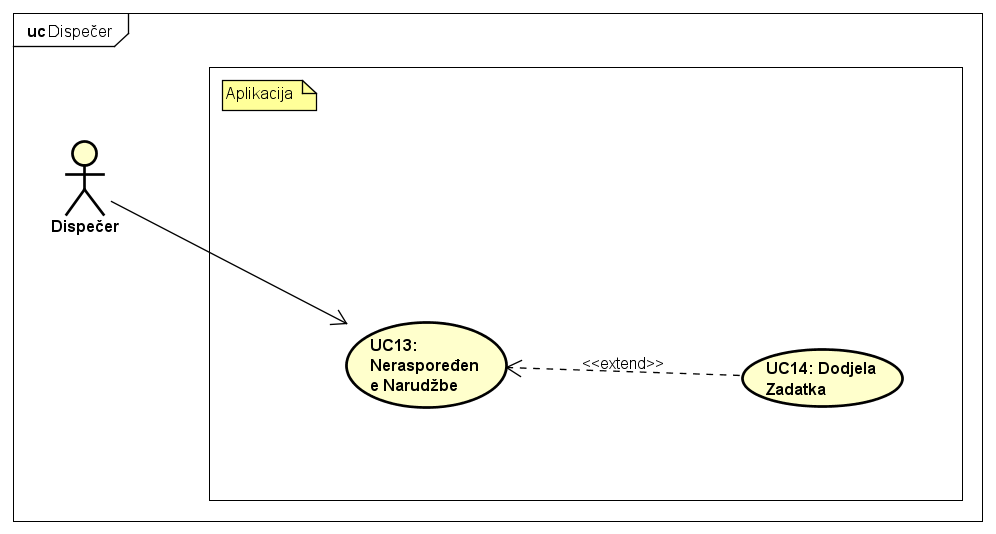 uc Dispečer
Aplikacija
Dispečer
UC13:
Neraspoređen
e Narudžbe
<<extend>>
UC14: Dodjela
Zadatka